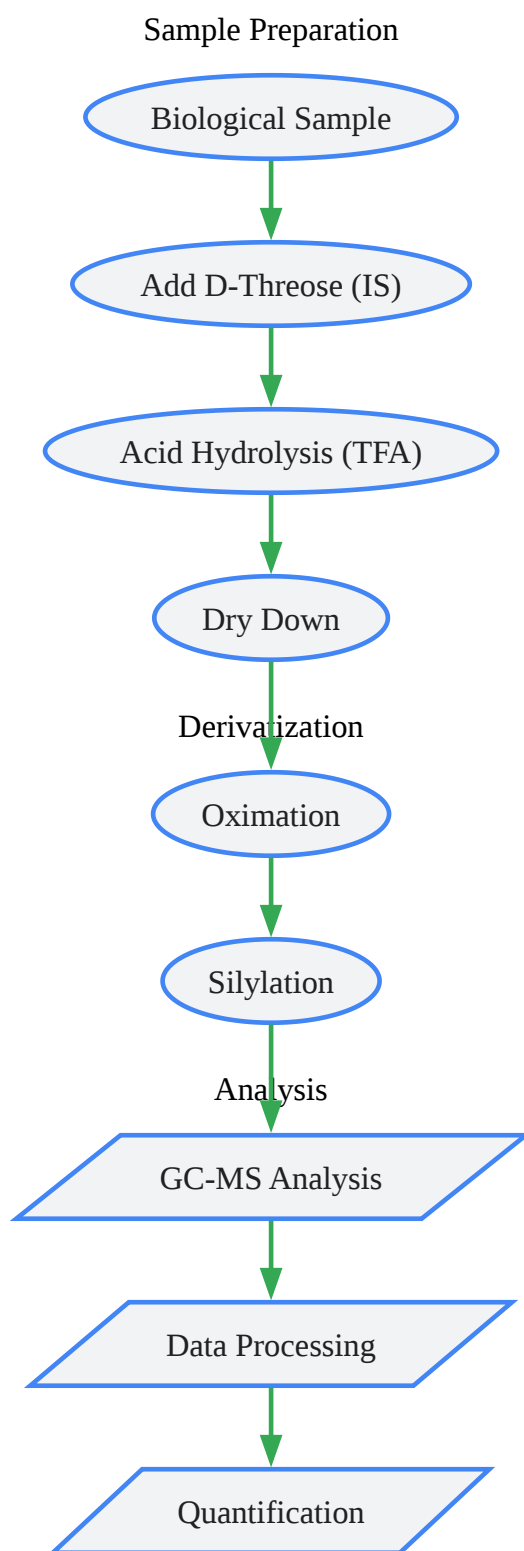 Sample Preparation
Biological Sample
Add D-Threose (IS)
Acid Hydrolysis (TFA)
Dry Down
Derivatization
Oximation
Silylation
Analysis
GC-MS Analysis
Data Processing
Quantification